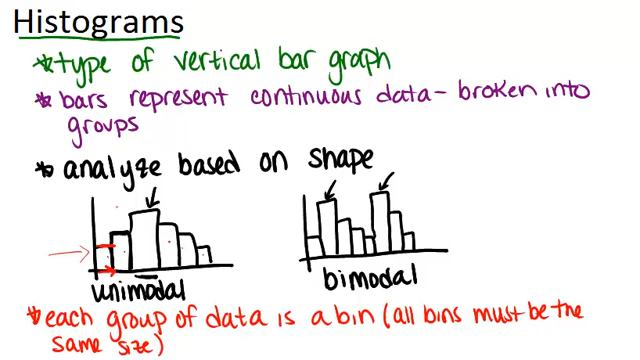 Histograms
* type of vertical bar graph
* bars represent continuous data - broken into
groups
* analyze based on shape
unimodal
bimodal
* each group of data is a bin (all bins must be the
same size)